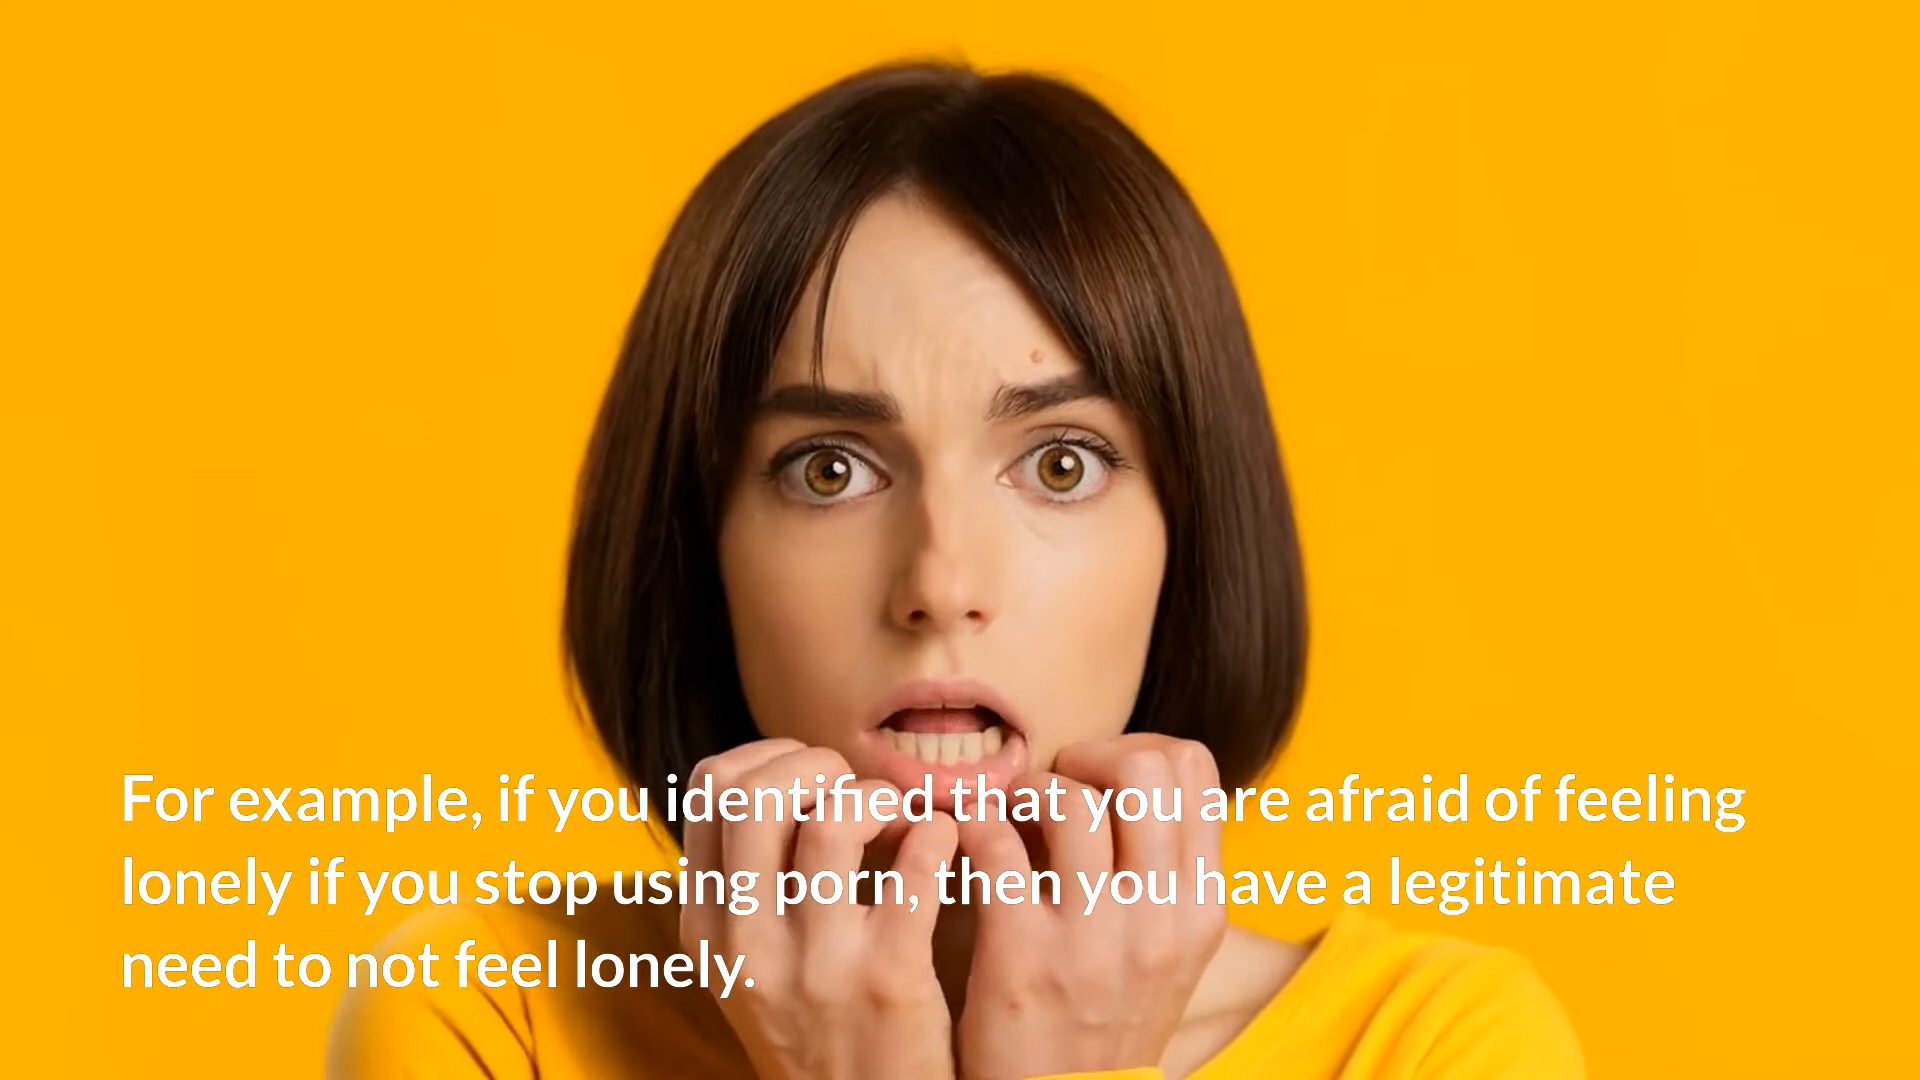 For example, if you identified that you are afraid of feeling
lonely if you stop using porn, then you have a legitimate
need to not feel lonely.